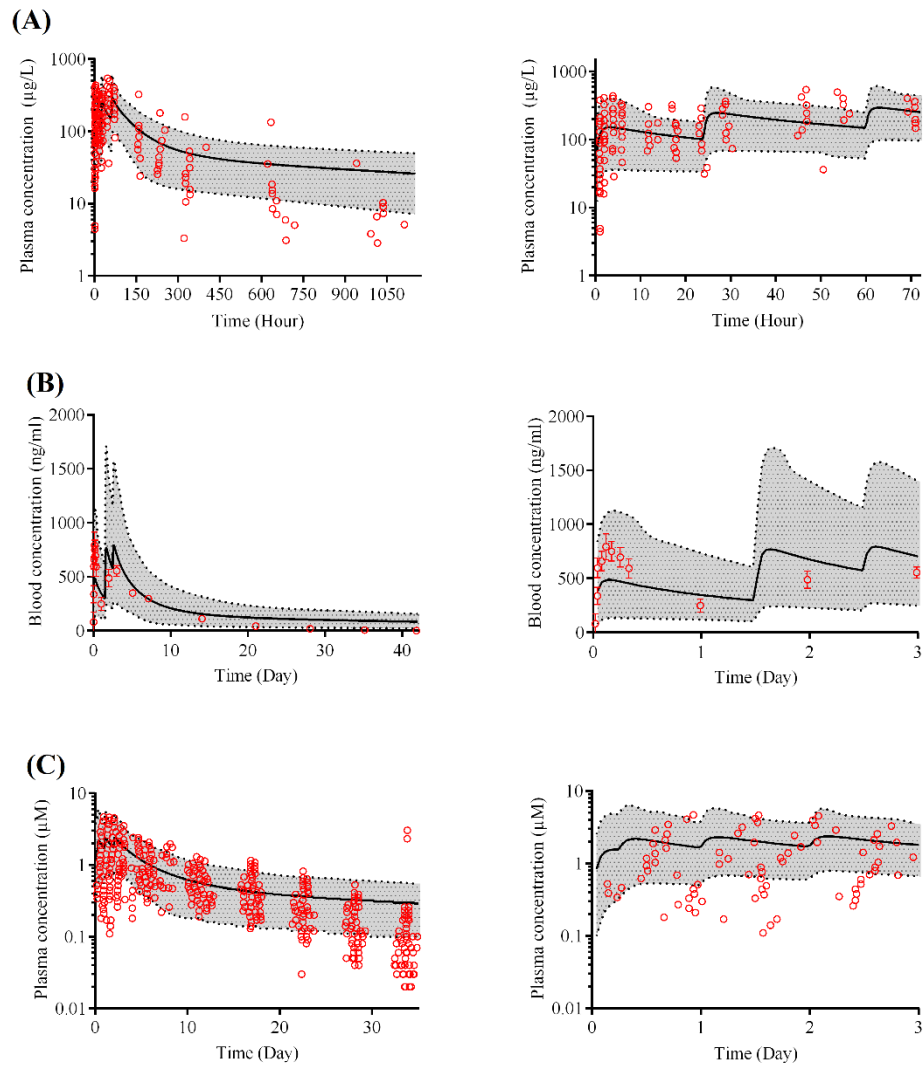 (A)
Plasma concentration (µg/L)
1000
100
10
1
0 150 300 450 600 750 900 1050
Time (Hour)
Plasma concentration (µg/L)
1000
100
10
1
0 10 20 30 40 50 60 70
Time (Hour)
(B)
Blood concentration (ng/ml)
2000
1500
1000
500
0
0 10 20 30 40
Time (Day)
Blood concentration (ng/ml)
2000
1500
1000
500
0
0 1 2 3
Time (Day)
(C)
Plasma concentration (µM)
10
1
0.1
0.01
0 10 20 30
Time (Day)
Plasma concentration (µM)
10
1
0.1
0.01
0 1 2 3
Time (Day)